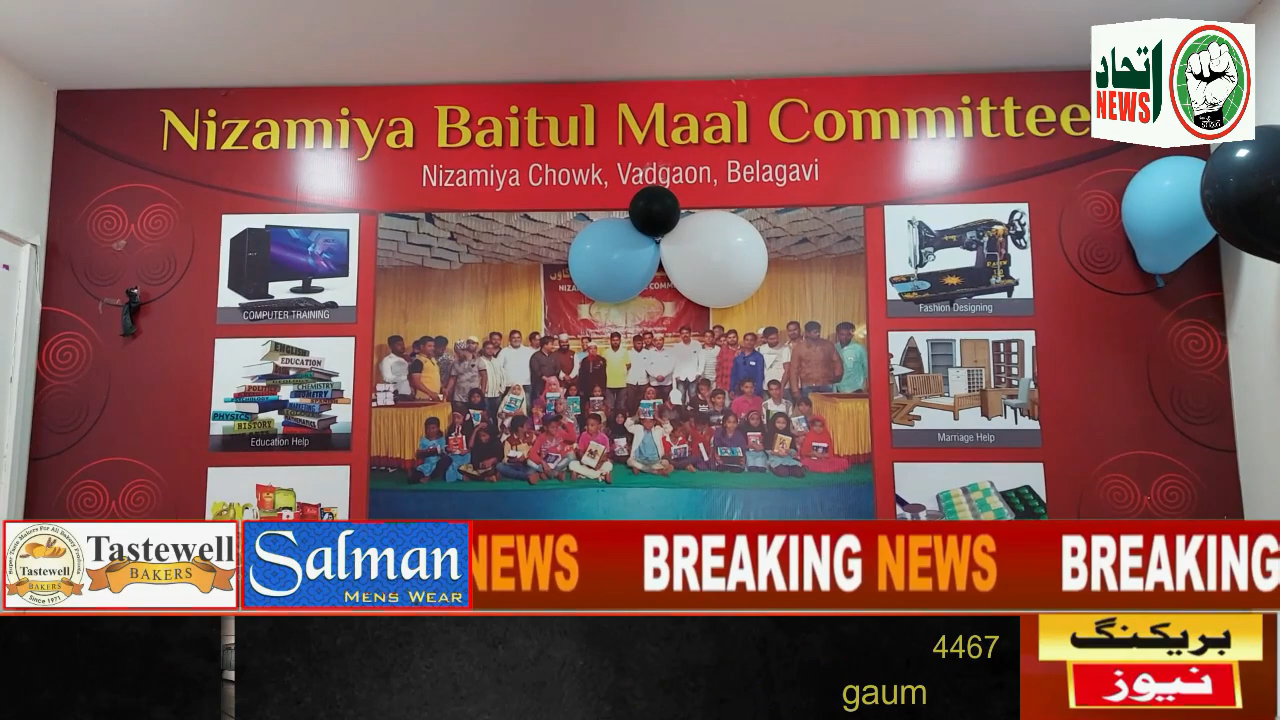 Nizamiya Baitul Maal Committee
Nizamiya Chowk, Vadgaon, Belagavi
اتحاد
NEWS
COMPUTER TRAINING
Fashion Designing
ENGLISH
EDUCATION
CHEMISTRY
PHYSICS
HISTORY
Education Help
Marriage Help
Tastewell
BAKERS
Since 1971
Tastewell
BAKERS
Salman
MENS WEAR
NEWS BREAKING NEWS BREAKING
4467
gaum
بریکنگ
نیوز